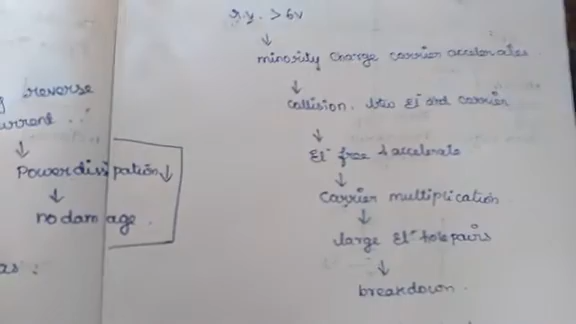 reverse
current
↓
Power dissipation↓
↓
no damage.
r.v. > 6v
↓
minority charge carrier accelerates
↓
collision. btw El⁻ and carrier
↓
El⁻ free & accelerate
↓
Carrier multiplication
↓
large El⁻ hole pairs
↓
breakdown.